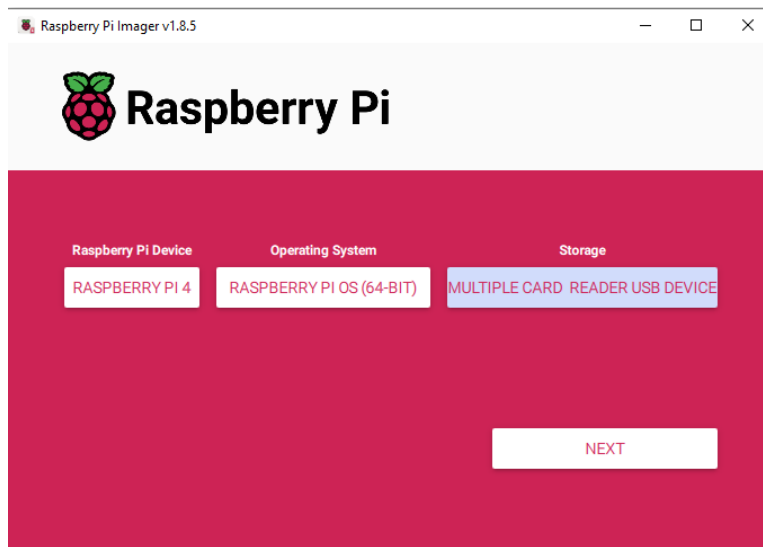 Raspberry Pi Imager v1.8.5
Raspberry Pi
Raspberry Pi Device
Operating System
Storage
RASPBERRY PI 4
RASPBERRY PI OS (64-BIT)
MULTIPLE CARD  READER USB DEVICE
NEXT